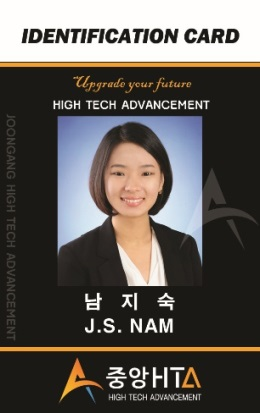 IDENTIFICATION CARD
Upgrade your future
HIGH TECH ADVANCEMENT
JOONGANG HIGH TECH ADVANCEMENT
남 지 숙
J.S. NAM
중앙HTA
HIGH TECH ADVANCEMENT